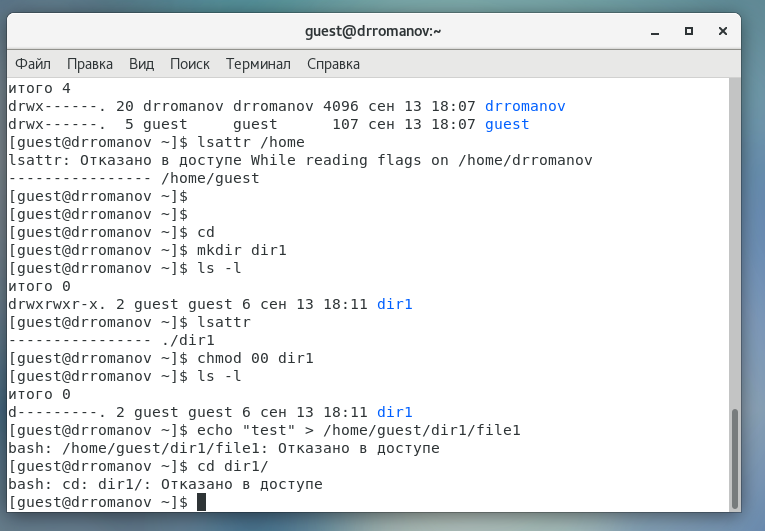 guest@drromanov:~
Файл Правка Вид Поиск Терминал Справка
итого 4
drwx------. 20 drromanov drromanov 4096 сен 13 18:07 drromanov
drwx------.  5 guest     guest      107 сен 13 18:07 guest
[guest@drromanov ~]$ lsattr /home
lsattr: Отказано в доступе While reading flags on /home/drromanov
---------------- /home/guest
[guest@drromanov ~]$
[guest@drromanov ~]$
[guest@drromanov ~]$ cd
[guest@drromanov ~]$ mkdir dir1
[guest@drromanov ~]$ ls -l
итого 0
drwxrwxr-x. 2 guest guest 6 сен 13 18:11 dir1
[guest@drromanov ~]$ lsattr
---------------- ./dir1
[guest@drromanov ~]$ chmod 00 dir1
[guest@drromanov ~]$ ls -l
итого 0
d---------. 2 guest guest 6 сен 13 18:11 dir1
[guest@drromanov ~]$ echo "test" > /home/guest/dir1/file1
bash: /home/guest/dir1/file1: Отказано в доступе
[guest@drromanov ~]$ cd dir1/
bash: cd: dir1/: Отказано в доступе
[guest@drromanov ~]$